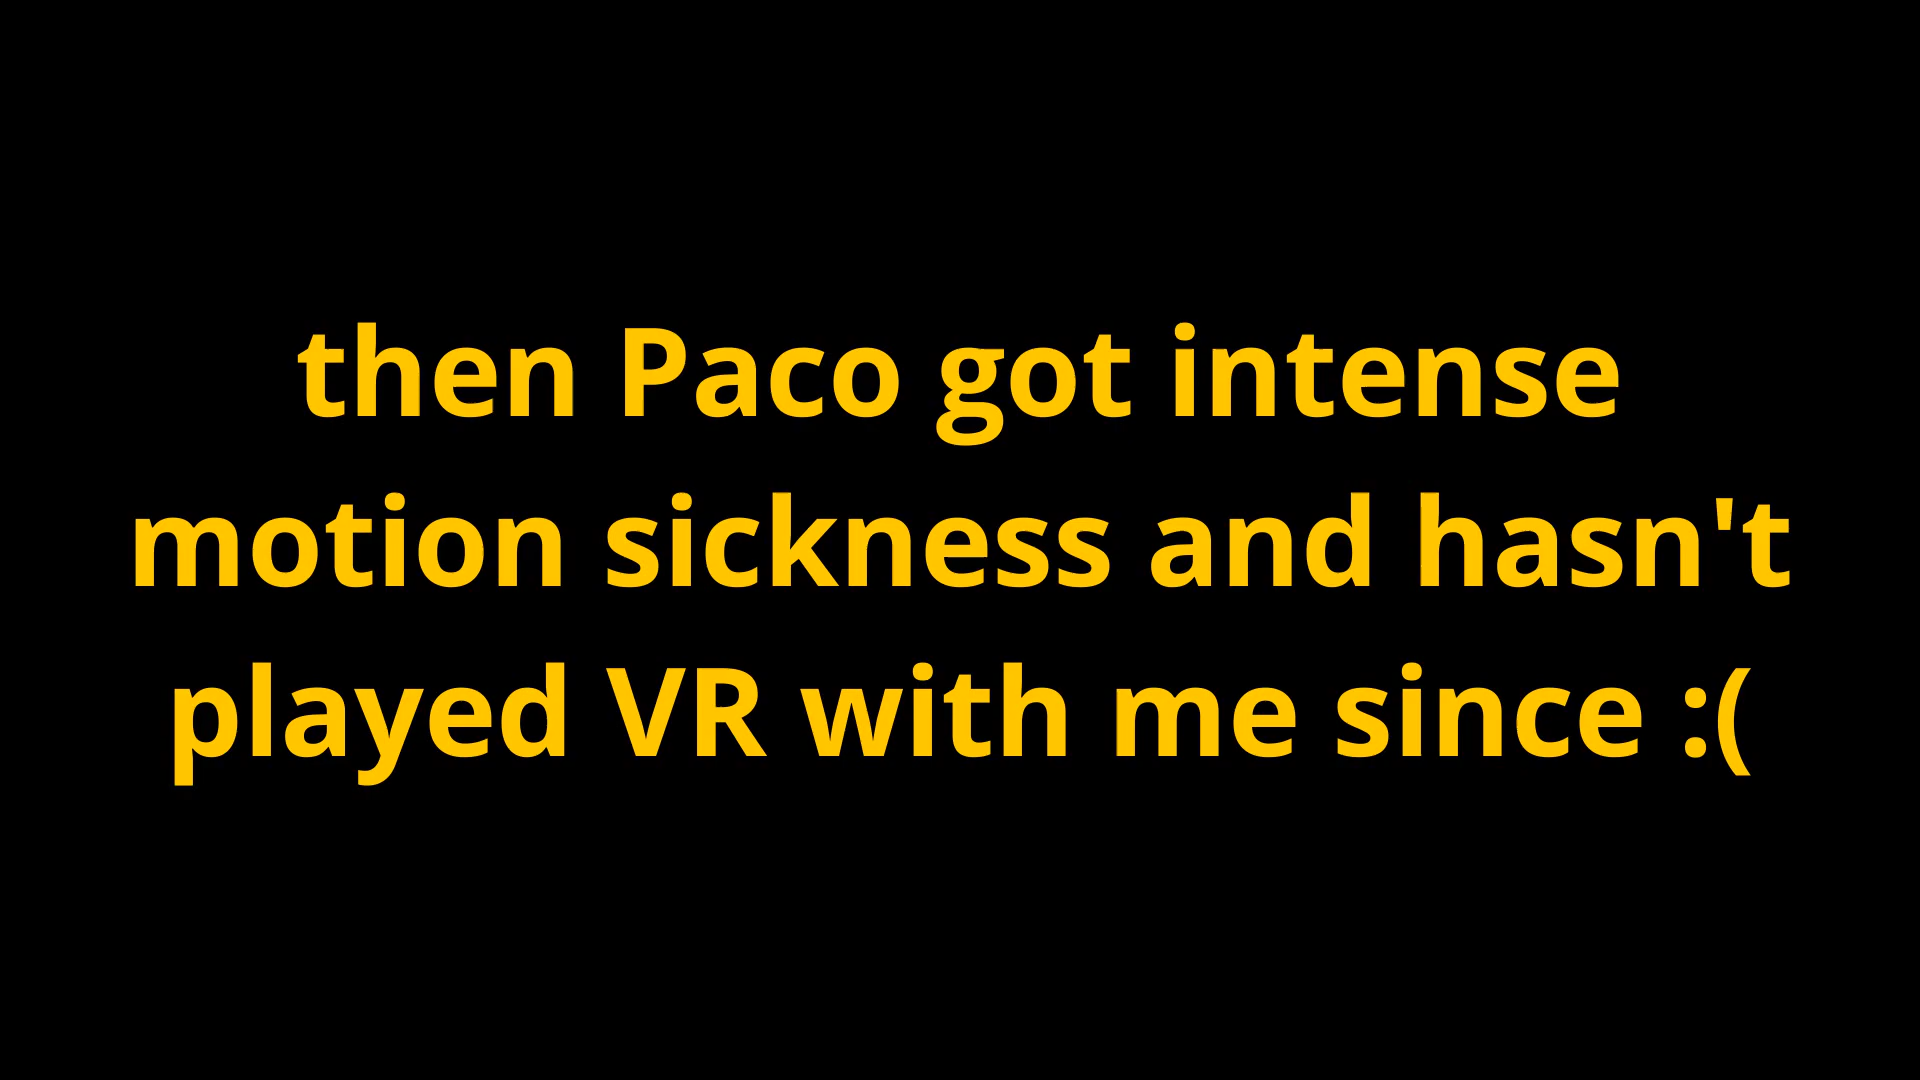 then Paco got intense
motion sickness and hasn't
played VR with me since :(